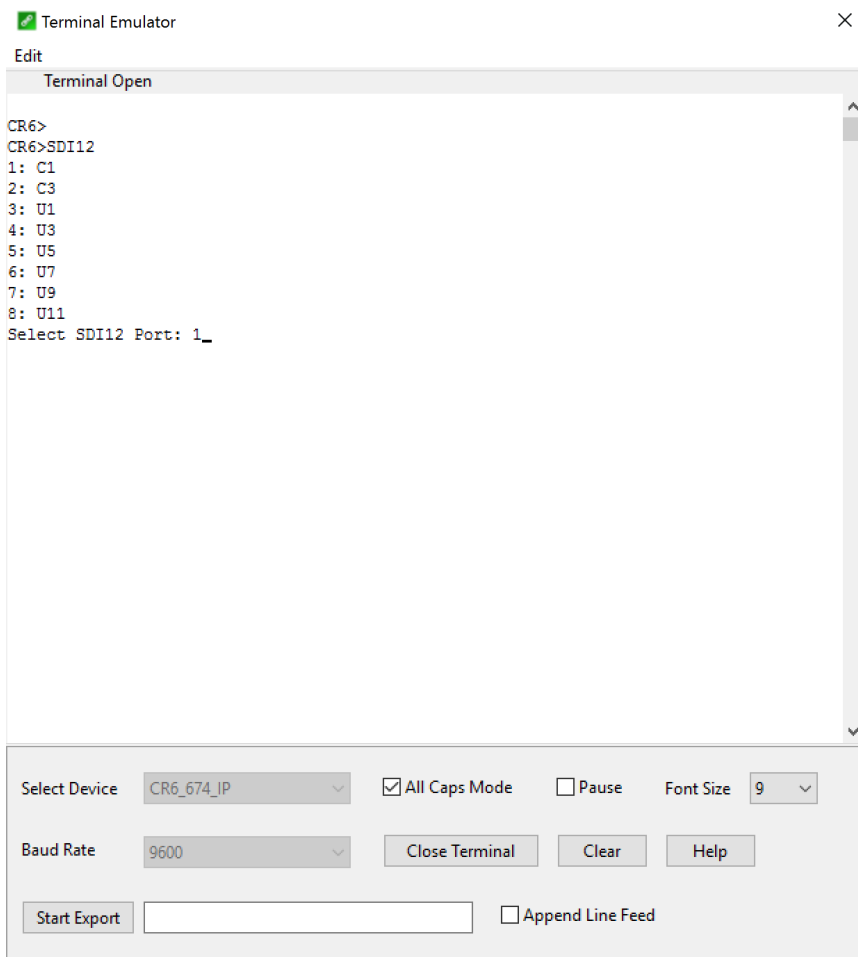 Terminal Emulator
Edit
Terminal Open
CR6>
CR6>SDI12
1: C1
2: C3
3: U1
4: U3
5: U5
6: U7
7: U9
8: U11
Select SDI12 Port: 1_
Select Device CR6_674_IP All Caps Mode Pause Font Size 9
Baud Rate 9600 Close Terminal Clear Help
Start Export Append Line Feed